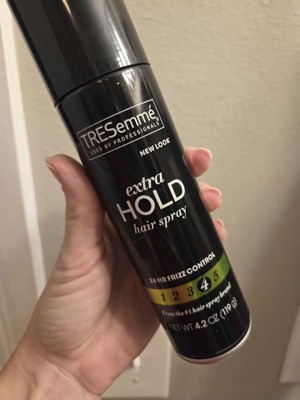 TRESemmé
USED BY PROFESSIONALS
NEW LOOK
extra
HOLD
hair spray
24 HR FRIZZ CONTROL
1 2 3 4 5
From the #1 hair spray brand
NET WT 4.2 OZ (119 g)